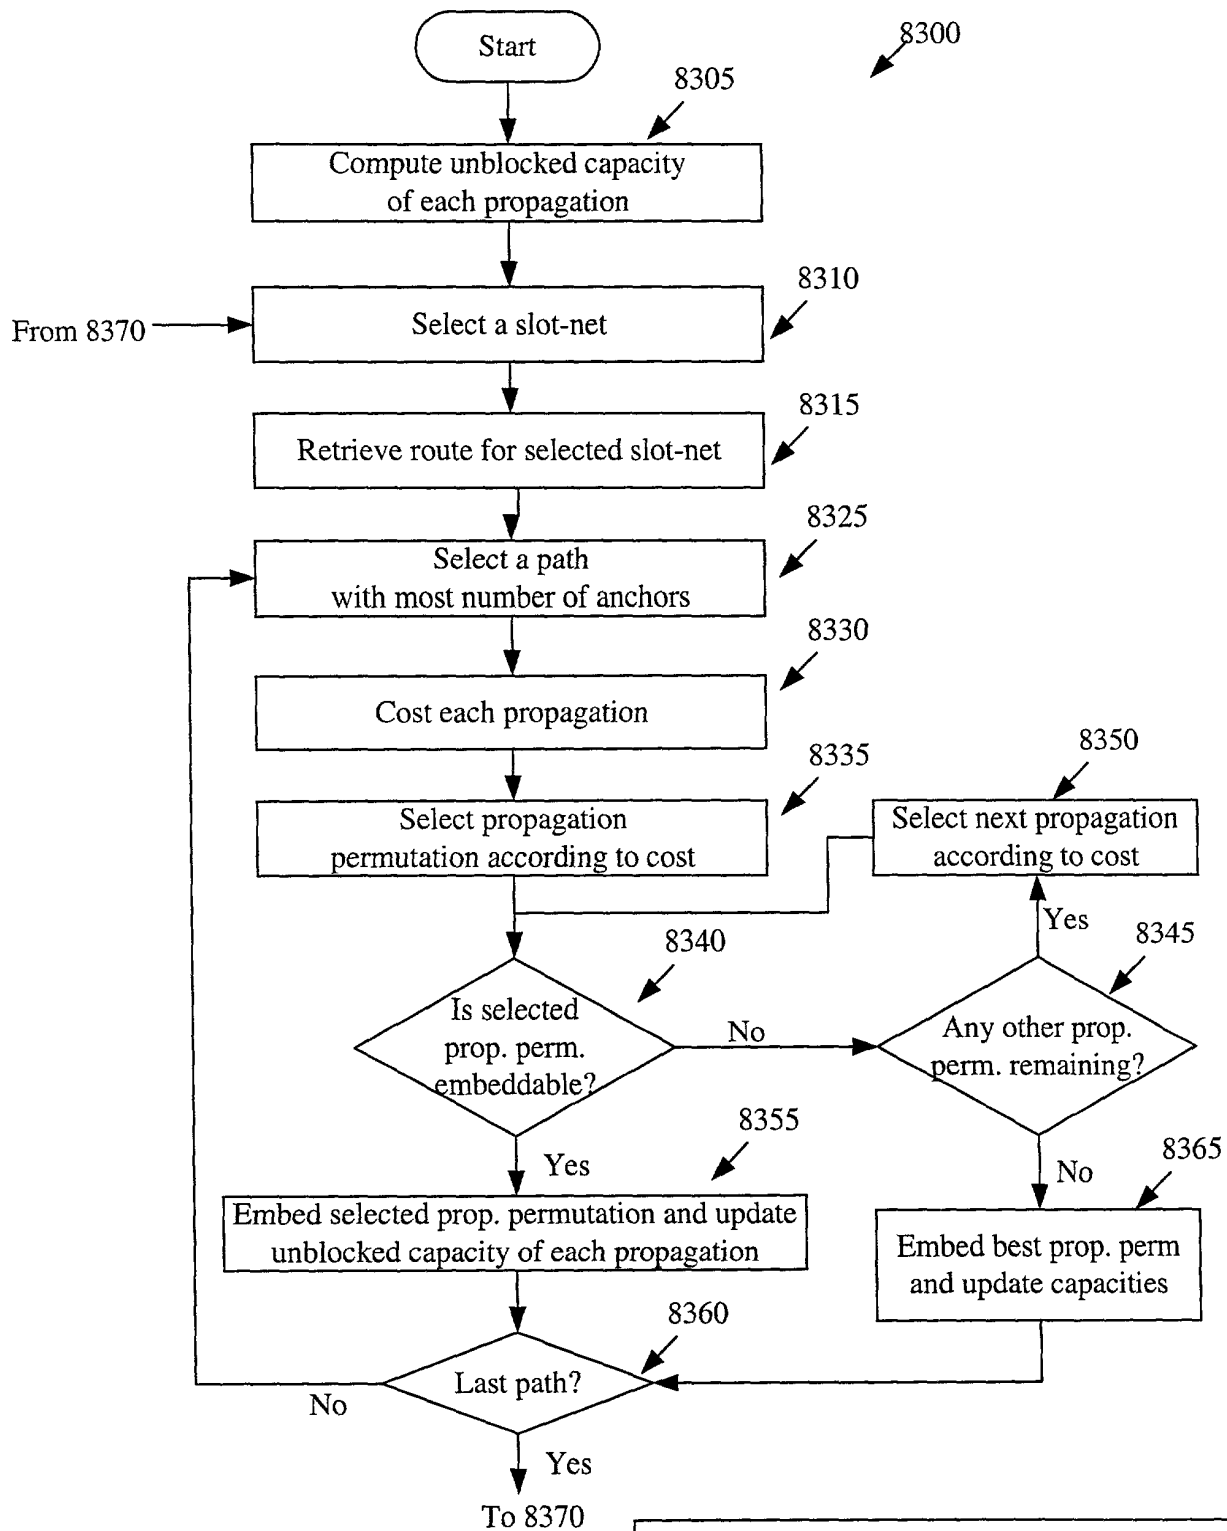 Start
8300
8305
Compute unblocked capacity
of each propagation
8310
From 8370
Select a slot-net
8315
Retrieve route for selected slot-net
8325
Select a path
with most number of anchors
8330
Cost each propagation
8335
8350
Select propagation
permutation according to cost
Select next propagation
according to cost
Yes
8340
8345
Is selected
prop. perm.
embeddable?
No
Any other prop.
perm. remaining?
8355
Yes
No
8365
Embed selected prop. permutation and update
unblocked capacity of each propagation
Embed best prop. perm
and update capacities
8360
Last path?
No
Yes
To 8370